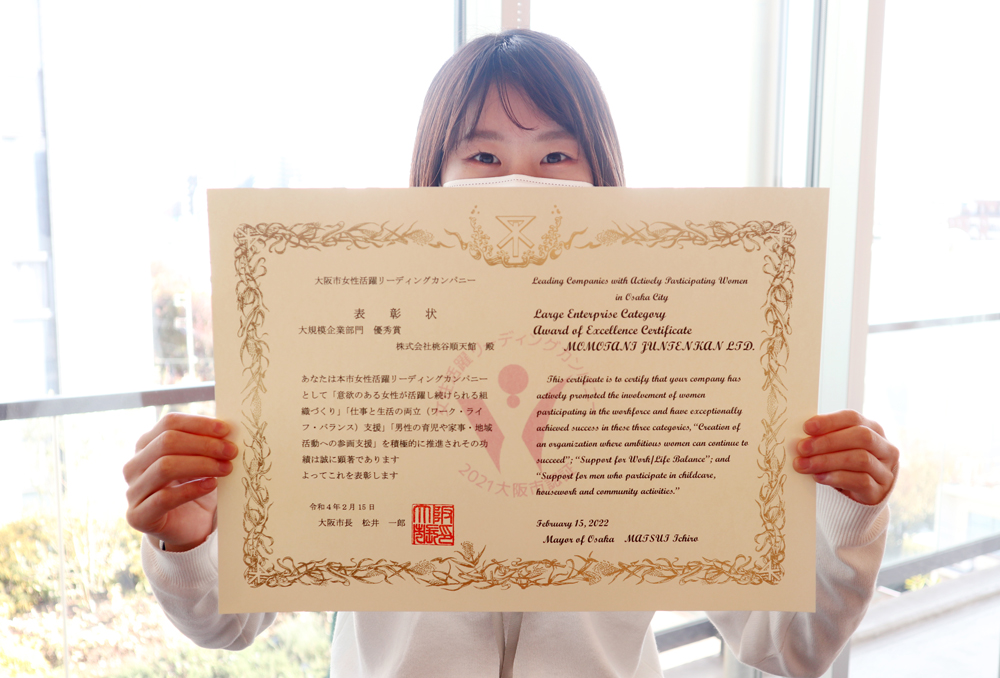 大阪市女性活躍リーディングカンパニー
表 彰 状
大規模企業部門 優秀賞
株式会社桃谷順天館 殿
あなたは本市女性活躍リーディングカンパニー
として「意欲のある女性が活躍し続けられる組
織づくり」「仕事と生活の両立(ワーク・ライ
フ・バランス)支援」「男性の育児や家事・地域
活動への参画支援」を積極的に推進されその功
績は誠に顕著であります
よってこれを表彰します
令和4年2月15日
大阪市長 松井 一郎
Leading Companies with Actively Participating Women
in Osaka City
Large Enterprise Category
Award of Excellence Certificate
MOMOTANI JUNTENKAN LTD.
This certificate is to certify that your company has
actively promoted the involvement of women
participating in the workforce and have exceptionally
achieved success in these three categories, “Creation of
an organization where ambitious women can continue to
succeed”; “Support for Work/Life Balance”; and
“Support for men who participate in childcare,
housework and community activities.”
February 15, 2022
Mayor of Osaka MATSUI Ichiro